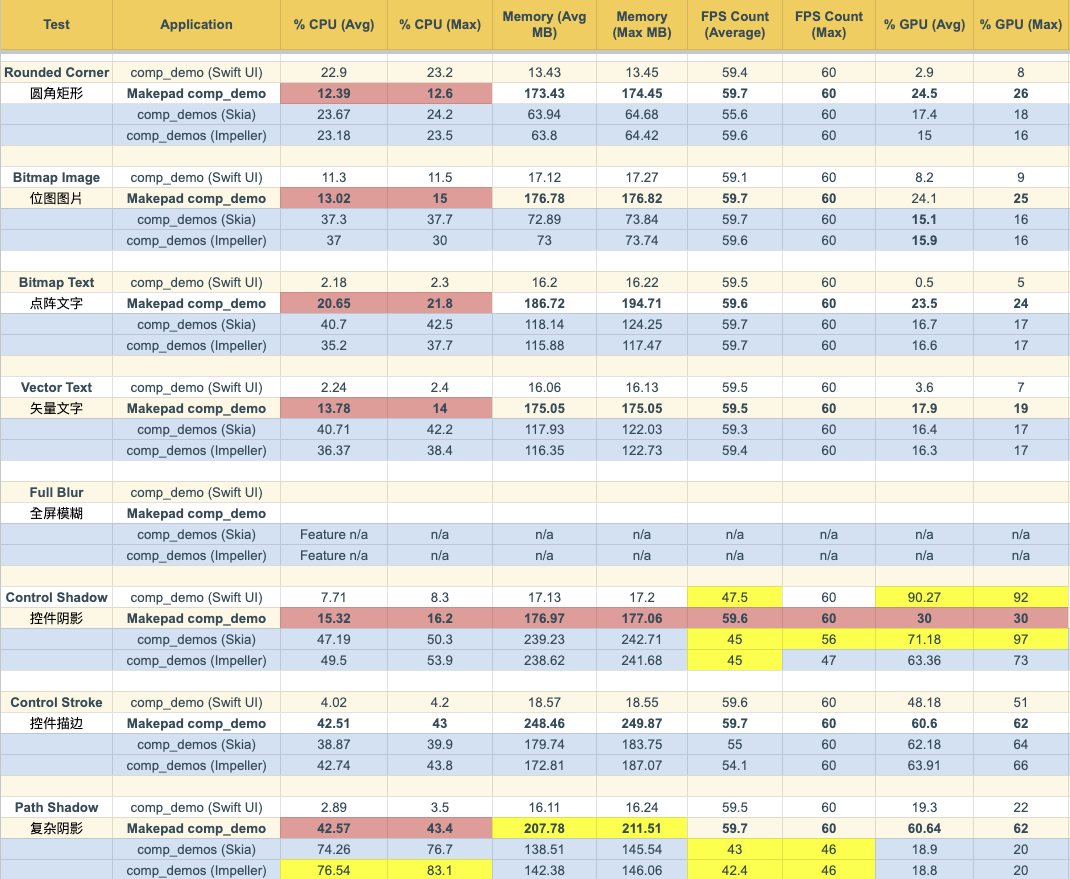 Test Application % CPU (Avg) % CPU (Max) Memory (Avg MB) Memory (Max MB) FPS Count (Average) FPS Count (Max) % GPU (Avg) % GPU (Max)
Rounded Corner comp_demo (Swift UI) 22.9 23.2 13.43 13.45 59.4 60 2.9 8
圆角矩形 Makepad comp_demo 12.39 12.6 173.43 174.45 59.7 60 24.5 26
comp_demos (Skia) 23.67 24.2 63.94 64.68 55.6 60 17.4 18
comp_demos (Impeller) 23.18 23.5 63.8 64.42 59.6 60 15 16
Bitmap Image comp_demo (Swift UI) 11.3 11.5 17.12 17.27 59.1 60 8.2 9
位图图片 Makepad comp_demo 13.02 15 176.78 176.82 59.7 60 24.1 25
comp_demos (Skia) 37.3 37.7 72.89 73.84 59.7 60 15.1 16
comp_demos (Impeller) 37 30 73 73.74 59.6 60 15.9 16
Bitmap Text comp_demo (Swift UI) 2.18 2.3 16.2 16.22 59.5 60 0.5 5
点阵文字 Makepad comp_demo 20.65 21.8 186.72 194.71 59.6 60 23.5 24
comp_demos (Skia) 40.7 42.5 118.14 124.25 59.7 60 16.7 17
comp_demos (Impeller) 35.2 37.7 115.88 117.47 59.7 60 16.6 17
Vector Text comp_demo (Swift UI) 2.24 2.4 16.06 16.13 59.5 60 3.6 7
矢量文字 Makepad comp_demo 13.78 14 175.05 175.05 59.5 60 17.9 19
comp_demos (Skia) 40.71 42.2 117.93 122.03 59.3 60 16.4 17
comp_demos (Impeller) 36.37 38.4 116.35 122.73 59.4 60 16.3 17
Full Blur comp_demo (Swift UI)
全屏模糊 Makepad comp_demo
comp_demos (Skia) Feature n/a n/a n/a n/a n/a n/a n/a n/a
comp_demos (Impeller) Feature n/a n/a n/a n/a n/a n/a n/a n/a
Control Shadow comp_demo (Swift UI) 7.71 8.3 17.13 17.2 47.5 60 90.27 92
控件阴影 Makepad comp_demo 15.32 16.2 176.97 177.06 59.6 60 30 30
comp_demos (Skia) 47.19 50.3 239.23 242.71 45 56 71.18 97
comp_demos (Impeller) 49.5 53.9 238.62 241.68 45 47 63.36 73
Control Stroke comp_demo (Swift UI) 4.02 4.2 18.57 18.55 59.6 60 48.18 51
控件描边 Makepad comp_demo 42.51 43 248.46 249.87 59.7 60 60.6 62
comp_demos (Skia) 38.87 39.9 179.74 183.75 55 60 62.18 64
comp_demos (Impeller) 42.74 43.8 172.81 187.07 54.1 60 63.91 66
Path Shadow comp_demo (Swift UI) 2.89 3.5 16.11 16.24 59.5 60 19.3 22
复杂阴影 Makepad comp_demo 42.57 43.4 207.78 211.51 59.7 60 60.64 62
comp_demos (Skia) 74.26 76.7 138.51 145.54 43 46 18.9 20
comp_demos (Impeller) 76.54 83.1 142.38 146.06 42.4 46 18.8 20